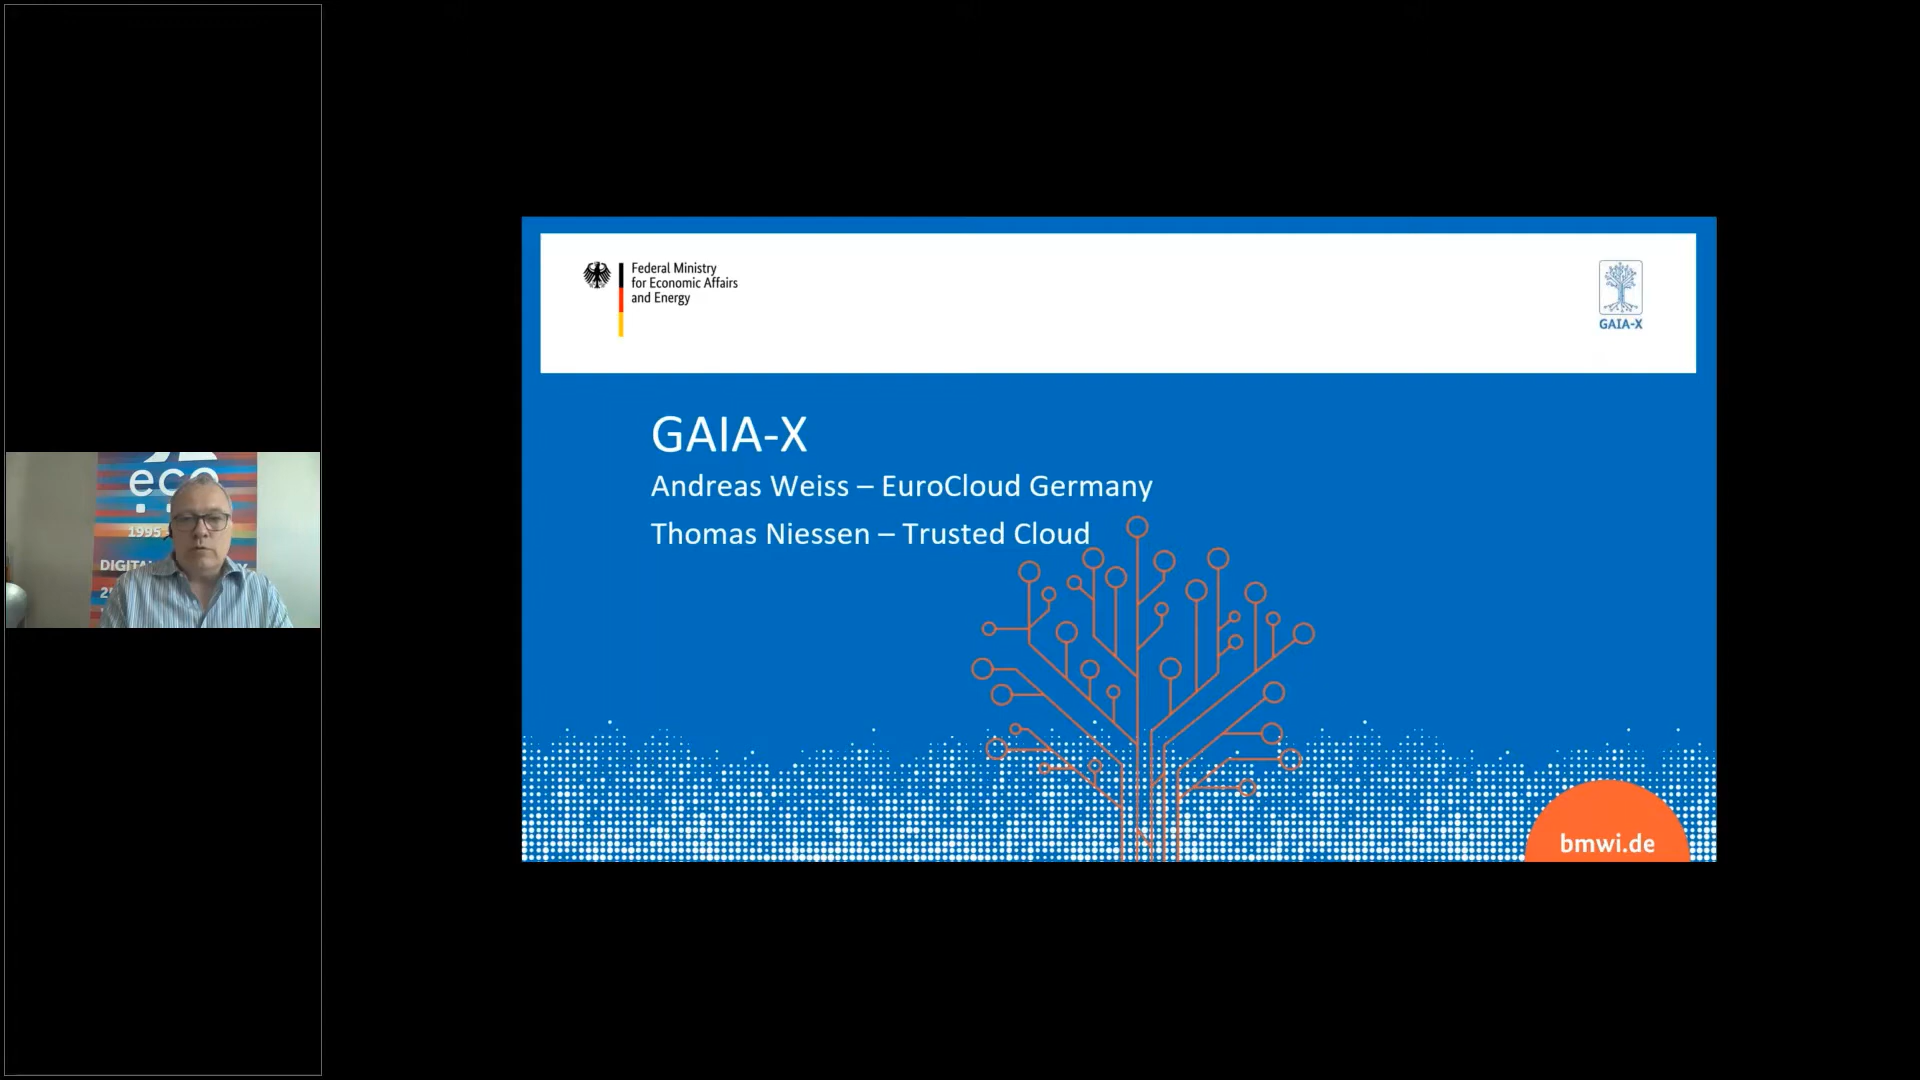 eco
1995
DIGITA
Federal Ministry
for Economic Affairs
and Energy
GAIA-X
GAIA-X
Andreas Weiss – EuroCloud Germany
Thomas Niessen – Trusted Cloud
bmwi.de